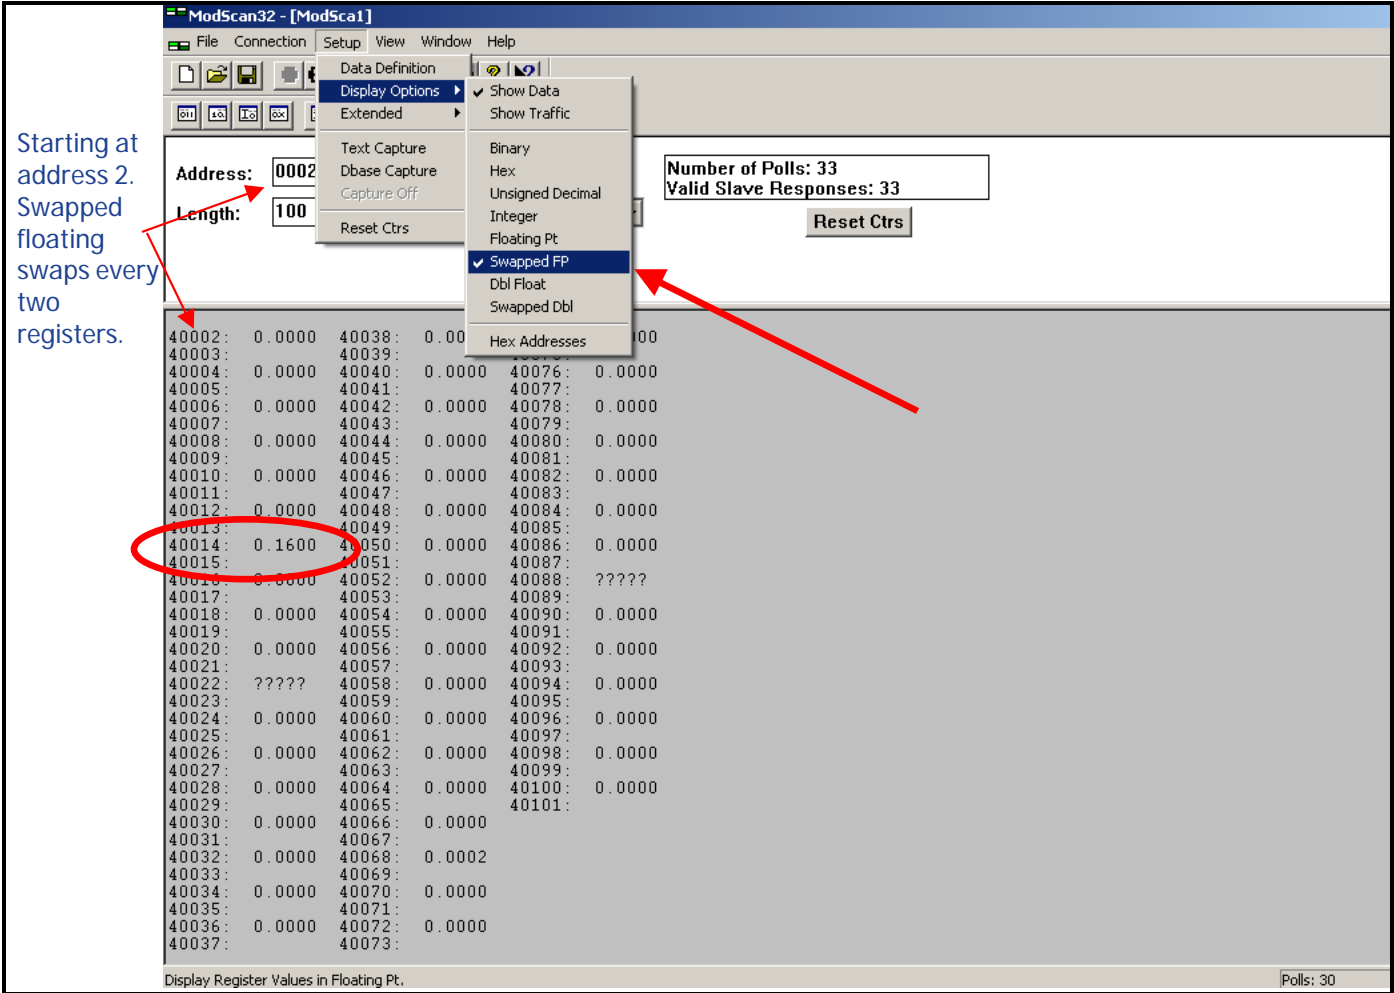 ModScan32 - [ModSca1]
File Connection Setup View Window Help
Data Definition
Display Options
Extended
Text Capture
Dbase Capture
Capture Off
Reset Ctrs
Show Data
Show Traffic
Binary
Hex
Unsigned Decimal
Integer
Floating Pt
Swapped FP
Dbl Float
Swapped Dbl
Hex Addresses
Starting at
address 2.
Swapped
floating
swaps every
two
registers.
Address: 0002
Length: 100
Number of Polls: 33
Valid Slave Responses: 33
Reset Ctrs
40002: 0.0000 40038: 0.00 00
40003: 40039:
40004: 0.0000 40040: 0.0000 40076: 0.0000
40005: 40041: 40077:
40006: 0.0000 40042: 0.0000 40078: 0.0000
40007: 40043: 40079:
40008: 0.0000 40044: 0.0000 40080: 0.0000
40009: 40045: 40081:
40010: 0.0000 40046: 0.0000 40082: 0.0000
40011: 40047: 40083:
40012: 0.0000 40048: 0.0000 40084: 0.0000
40013: 40049: 40085:
40014: 0.1600 40050: 0.0000 40086: 0.0000
40015: 40051: 40087:
40016: 0.0000 40052: 0.0000 40088: ?????
40017: 40053: 40089:
40018: 0.0000 40054: 0.0000 40090: 0.0000
40019: 40055: 40091:
40020: 0.0000 40056: 0.0000 40092: 0.0000
40021: 40057: 40093:
40022: ????? 40058: 0.0000 40094: 0.0000
40023: 40059: 40095:
40024: 0.0000 40060: 0.0000 40096: 0.0000
40025: 40061: 40097:
40026: 0.0000 40062: 0.0000 40098: 0.0000
40027: 40063: 40099:
40028: 0.0000 40064: 0.0000 40100: 0.0000
40029: 40065: 40101:
40030: 0.0000 40066: 0.0000
40031: 40067:
40032: 0.0000 40068: 0.0002
40033: 40069:
40034: 0.0000 40070: 0.0000
40035: 40071:
40036: 0.0000 40072: 0.0000
40037: 40073:
Display Register Values in Floating Pt.
Polls: 30